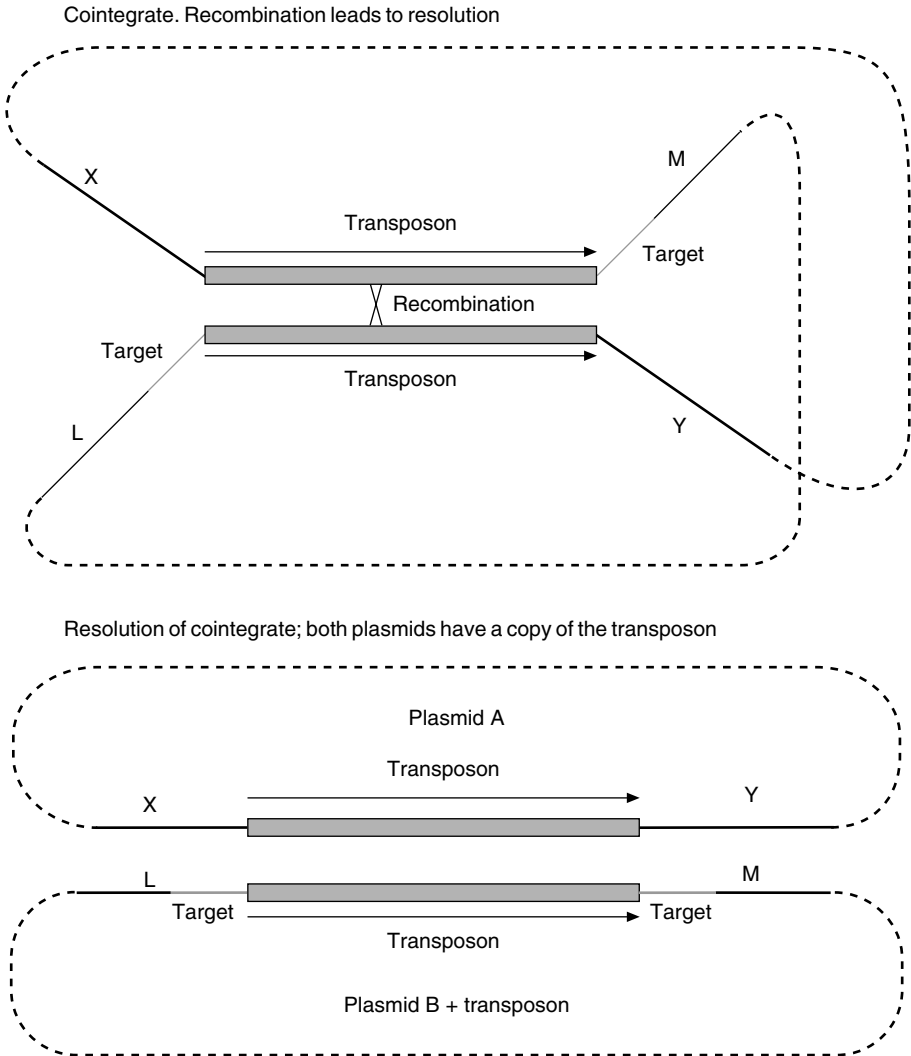 Cointegrate. Recombination leads to resolution
X
M
Transposon
Target
Recombination
Target
Transposon
L
Y
Resolution of cointegrate; both plasmids have a copy of the transposon
Plasmid A
Transposon
X
Y
L
M
Target
Target
Transposon
Plasmid B + transposon